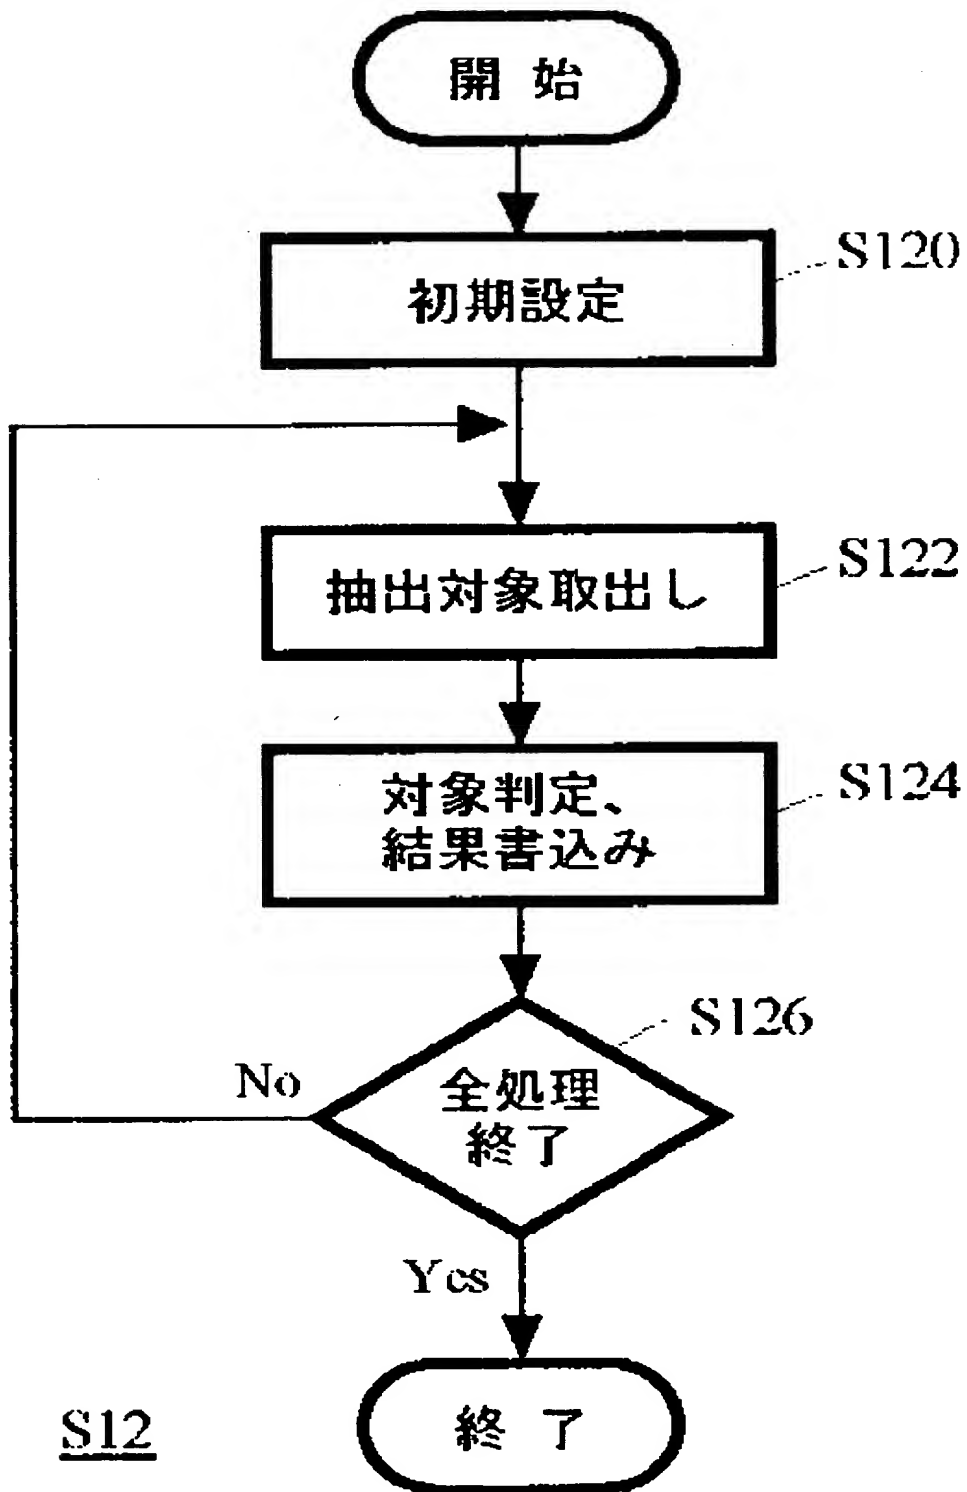 開始
S120
初期設定
S122
抽出対象取出し
S124
対象判定、
結果書込み
S126
No
全処理
終了
Yes
S12
終了